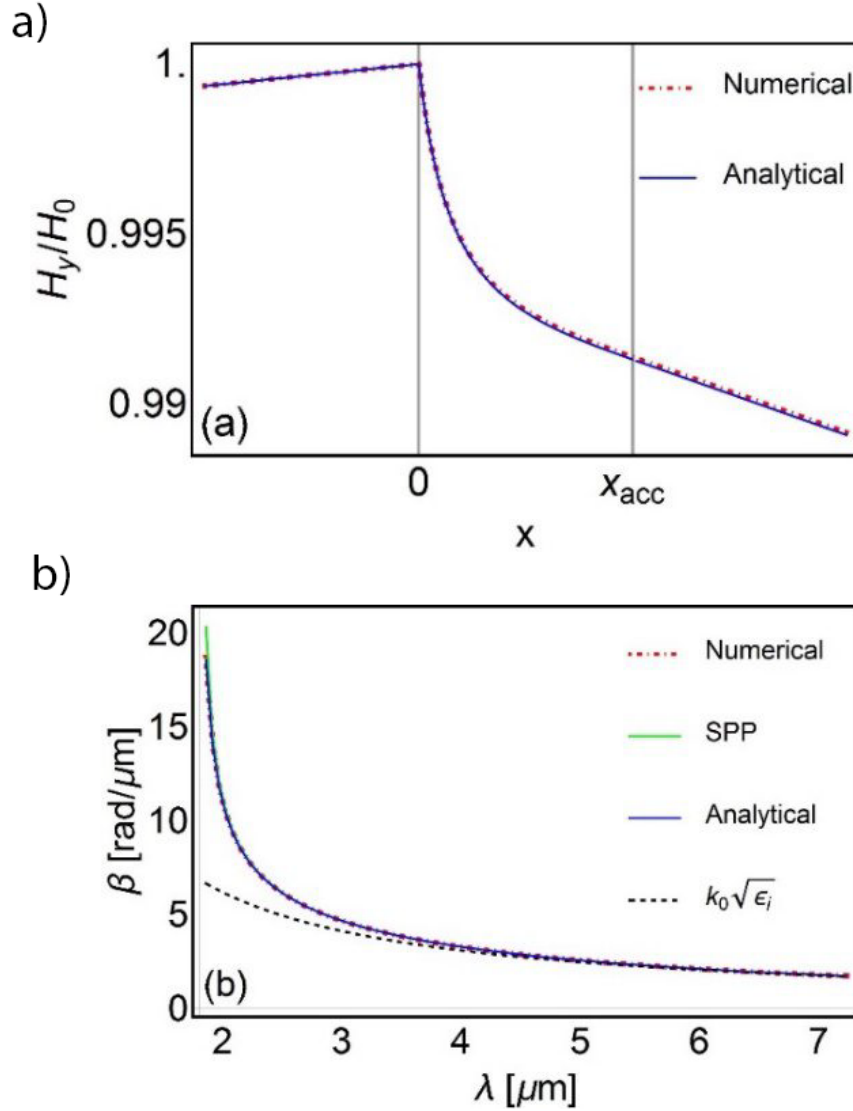 a)
1.
Numerical
Analytical
0.995
H_y/H_0
0.99
(a)
0
x_acc
x
b)
20
Numerical
15
SPP
β [rad/μm]
10
Analytical
5
k_0√ε_i
0
(b)
2 3 4 5 6 7
λ [μm]